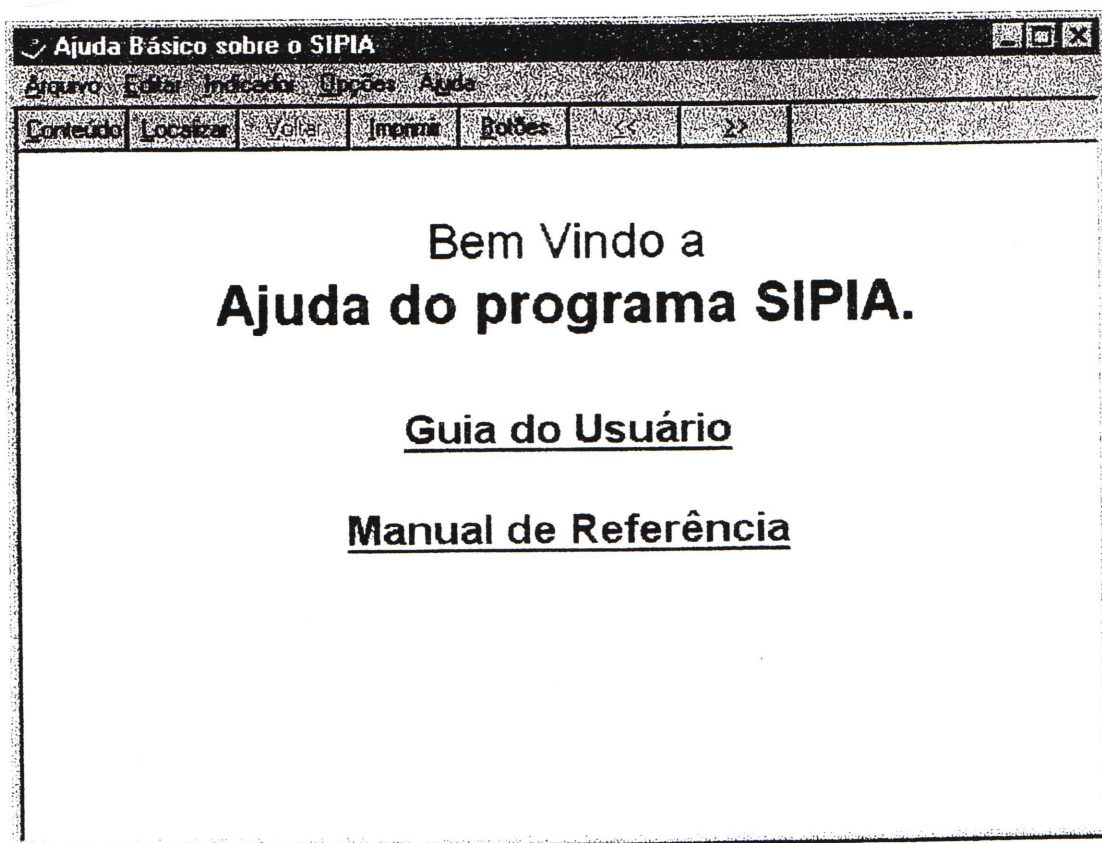 Ajuda Básico sobre o SIPIA
Arquivo Editar Indicador Opções Ajuda
Conteúdo Localizar Voltar Imprimir Botões << >>
Bem Vindo a
Ajuda do programa SIPIA.
Guia do Usuário
Manual de Referência